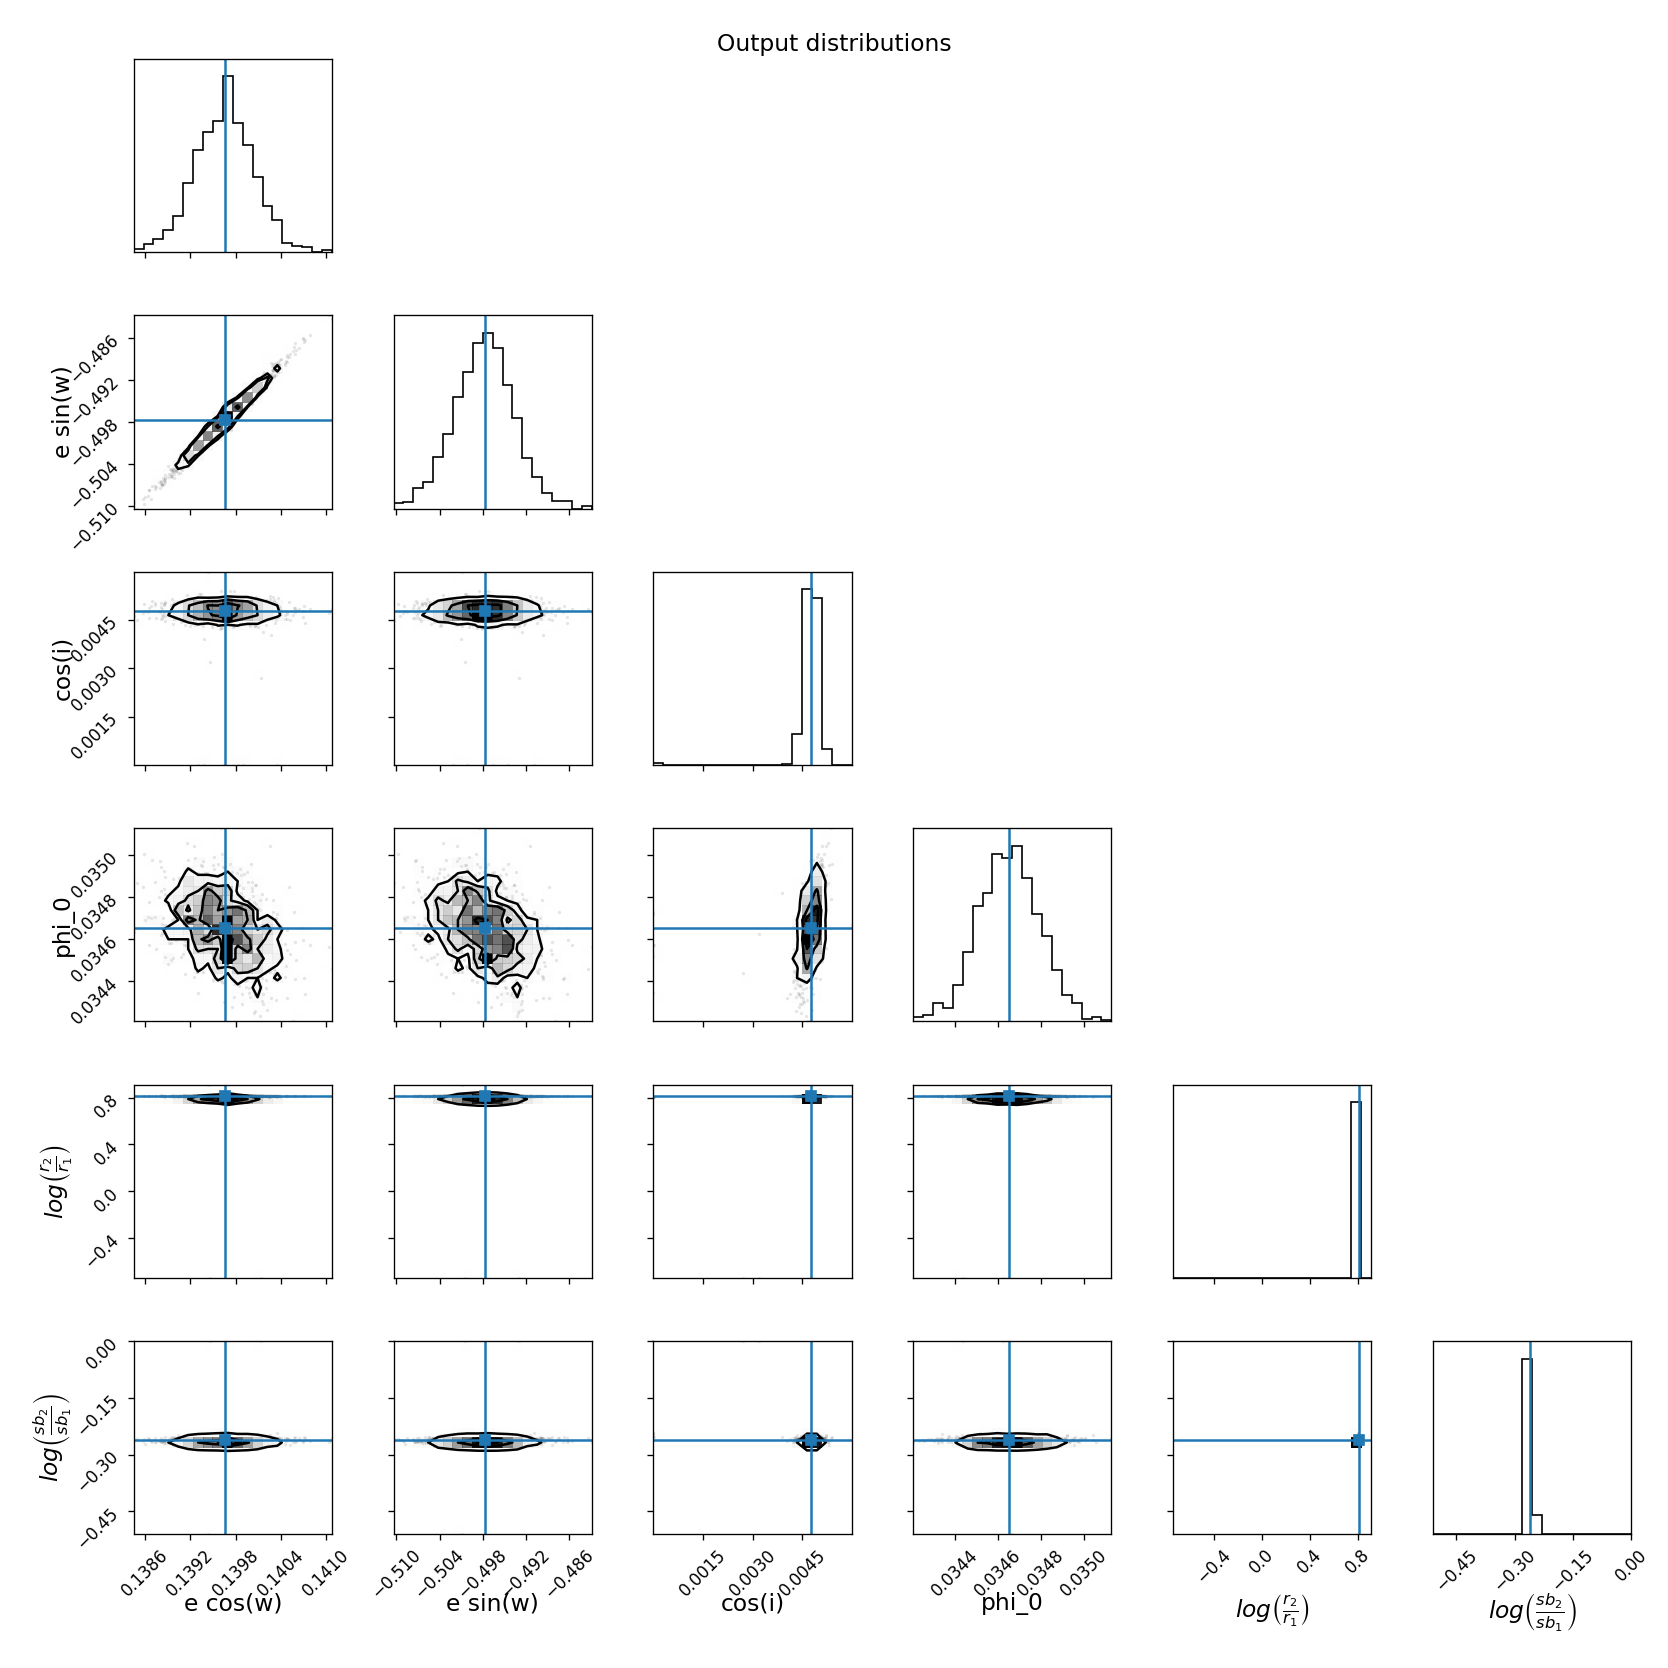 Output distributions
e sin(w)
−0.486
−0.492
−0.498
−0.504
−0.510
cos(i)
0.0045
0.0030
0.0015
phi_0
0.0350
0.0348
0.0346
0.0344
log(r₂/r₁)
0.8
0.4
0.0
−0.4
log(sb₂/sb₁)
0.00
−0.15
−0.30
−0.45
0.1386 0.1392 0.1398 0.1404 0.1410 −0.510 −0.504 −0.498 −0.492 −0.486 0.0015 0.0030 0.0045 0.0344 0.0346 0.0348 0.0350 −0.4 0.0 0.4 0.8 −0.45 −0.30 −0.15 0.00
e cos(w) e sin(w) cos(i) phi_0 log(r₂/r₁) log(sb₂/sb₁)